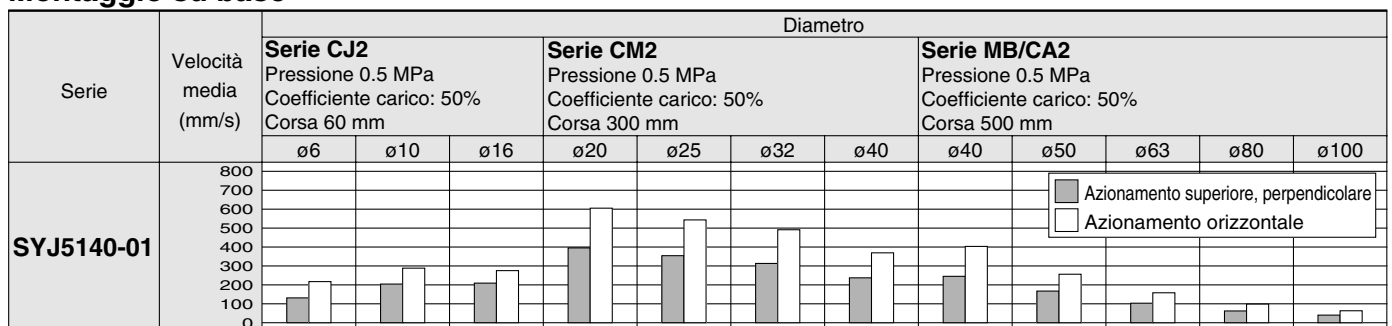 Diametro
Serie
Velocità
media
(mm/s)
Serie CJ2
Pressione 0.5 MPa
Coefficiente carico: 50%
Corsa 60 mm
Serie CM2
Pressione 0.5 MPa
Coefficiente carico: 50%
Corsa 300 mm
Serie MB/CA2
Pressione 0.5 MPa
Coefficiente carico: 50%
Corsa 500 mm
ø6 ø10 ø16 ø20 ø25 ø32 ø40 ø40 ø50 ø63 ø80 ø100
SYJ5140-01
800
700
600
500
400
300
200
100
0
Azionamento superiore, perpendicolare
Azionamento orizzontale